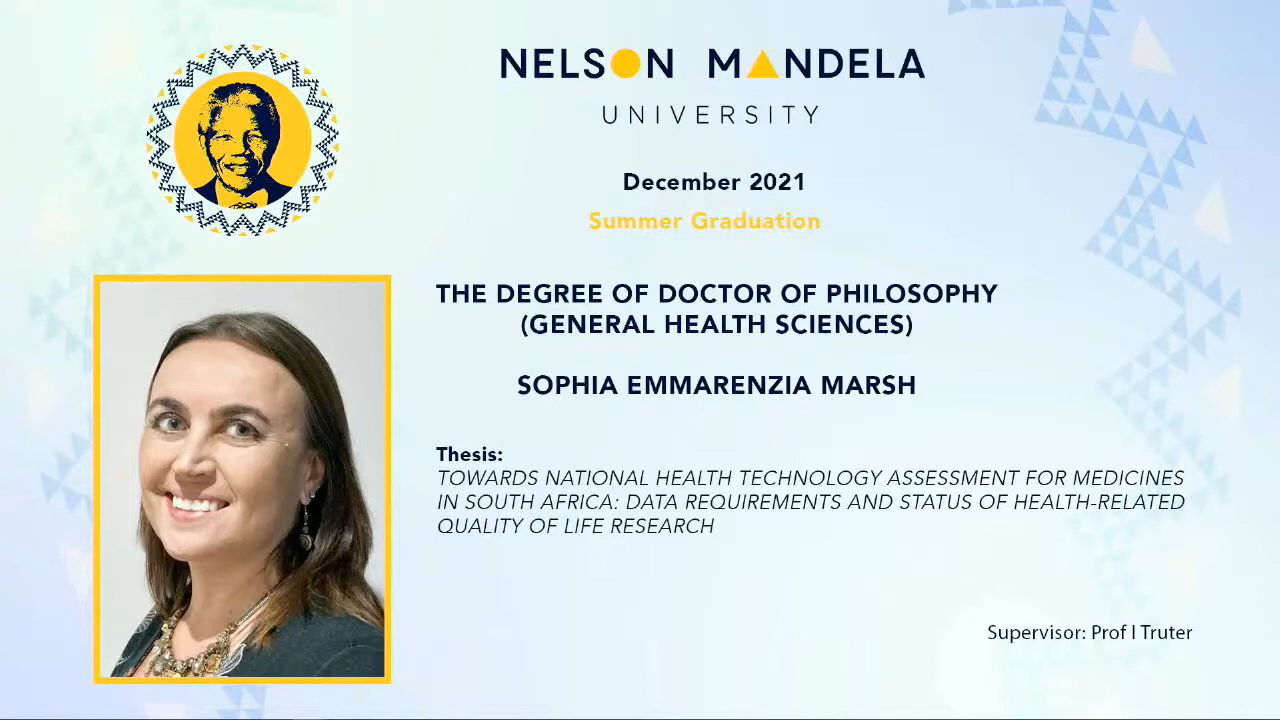 NELSON MANDELA
UNIVERSITY
December 2021
Summer Graduation
THE DEGREE OF DOCTOR OF PHILOSOPHY
(GENERAL HEALTH SCIENCES)
SOPHIA EMMARENZIA MARSH
Thesis:
TOWARDS NATIONAL HEALTH TECHNOLOGY ASSESSMENT FOR MEDICINES
IN SOUTH AFRICA: DATA REQUIREMENTS AND STATUS OF HEALTH-RELATED
QUALITY OF LIFE RESEARCH
Supervisor: Prof I Truter